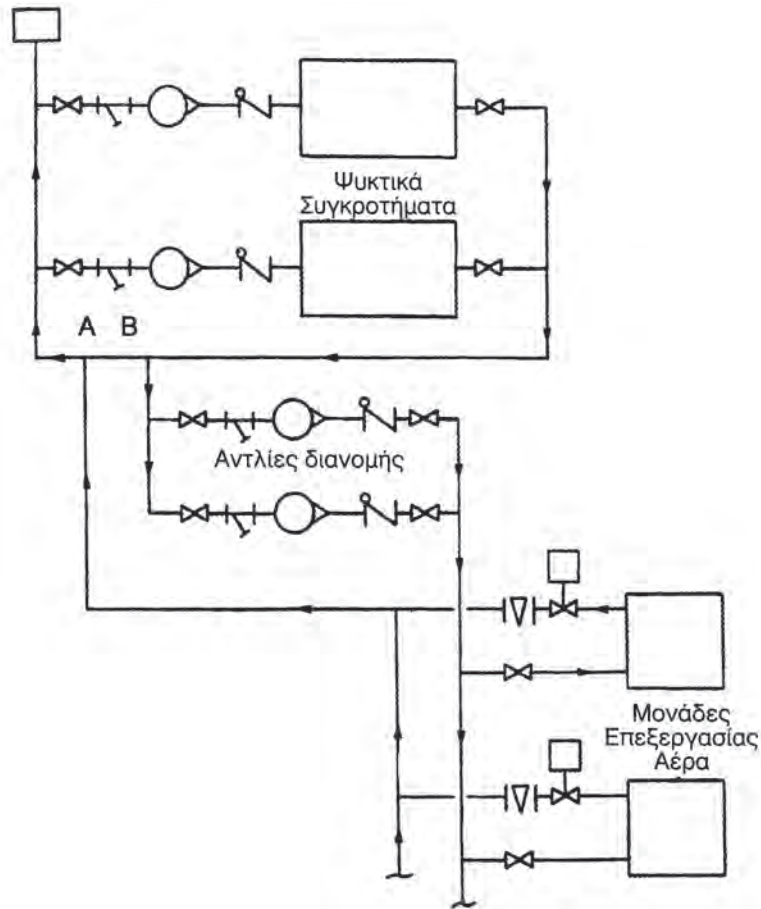 Ψυκτικά
Συγκροτήματα
A B
Αντλίες διανομής
Μονάδες
Επεξεργασίας
Αέρα